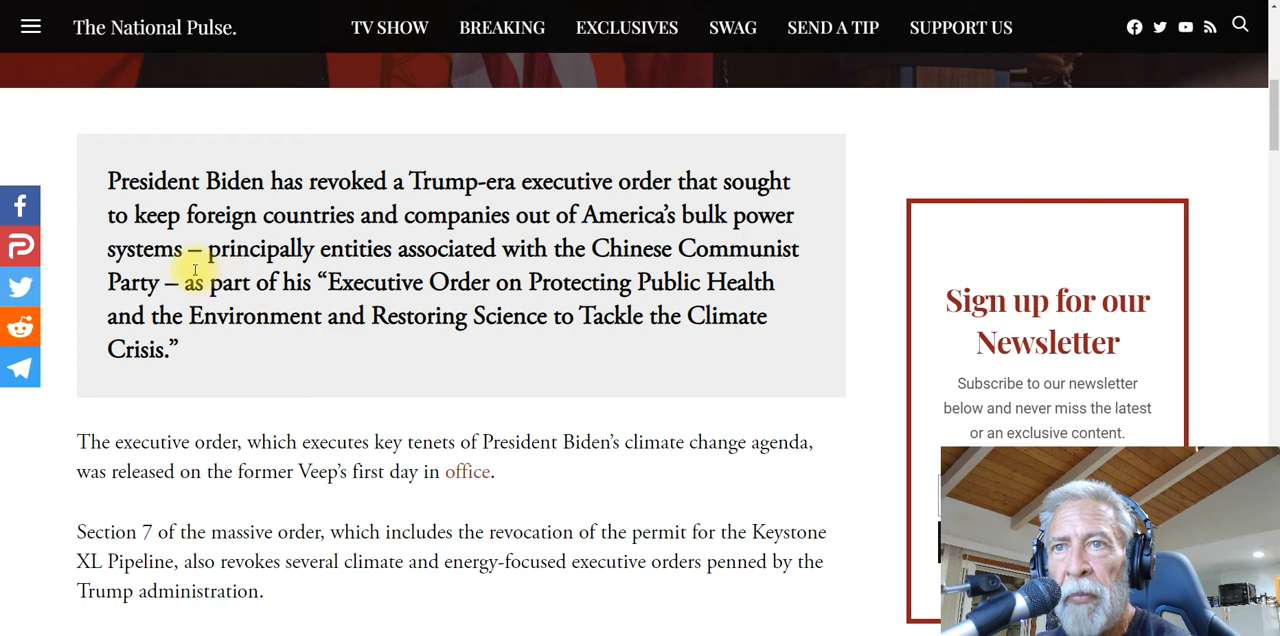 The National Pulse.
TV SHOW BREAKING EXCLUSIVES SWAG SEND A TIP SUPPORT US
President Biden has revoked a Trump-era executive order that sought
to keep foreign countries and companies out of America’s bulk power
systems – principally entities associated with the Chinese Communist
Party – as part of his “Executive Order on Protecting Public Health
and the Environment and Restoring Science to Tackle the Climate
Crisis.”
The executive order, which executes key tenets of President Biden’s climate change agenda,
was released on the former Veep’s first day in office.
Section 7 of the massive order, which includes the revocation of the permit for the Keystone
XL Pipeline, also revokes several climate and energy-focused executive orders penned by the
Trump administration.
Sign up for our
Newsletter
Subscribe to our newsletter
below and never miss the latest
or an exclusive content.